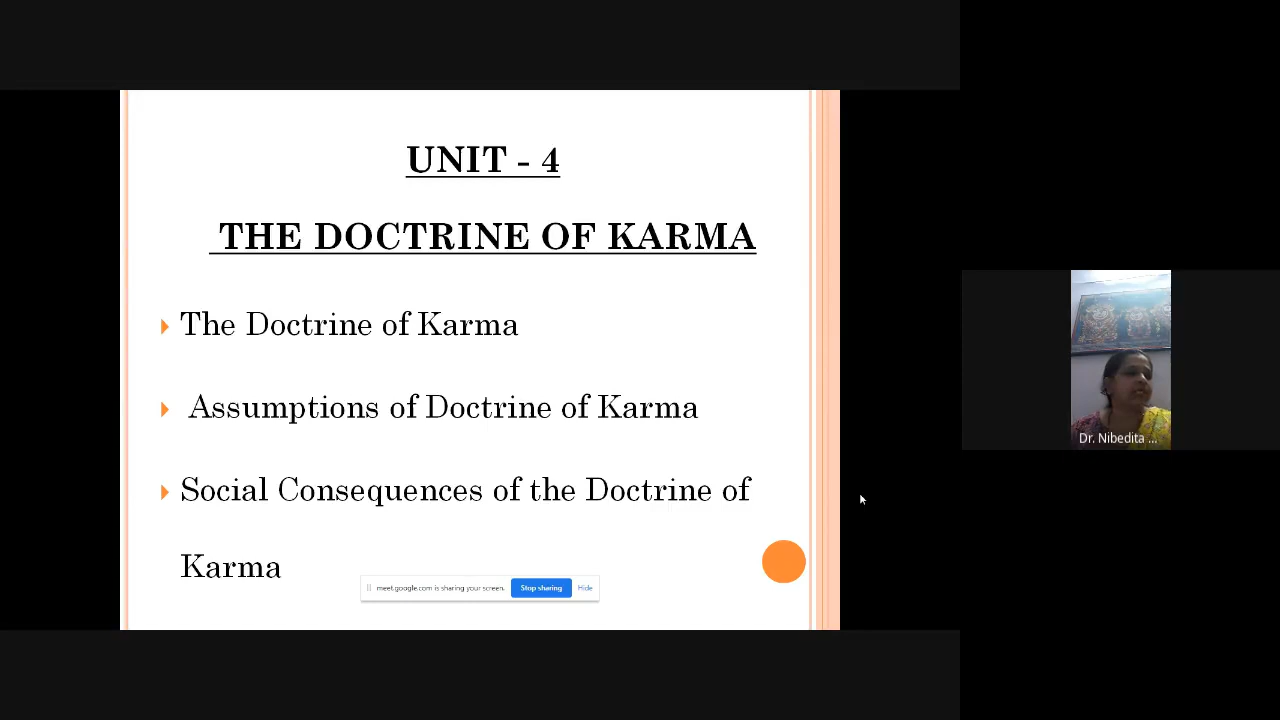 UNIT - 4
THE DOCTRINE OF KARMA
The Doctrine of Karma
Assumptions of Doctrine of Karma
Social Consequences of the Doctrine of
Karma
meet.google.com is sharing your screen. Stop sharing Hide
Dr. Nibedita ...